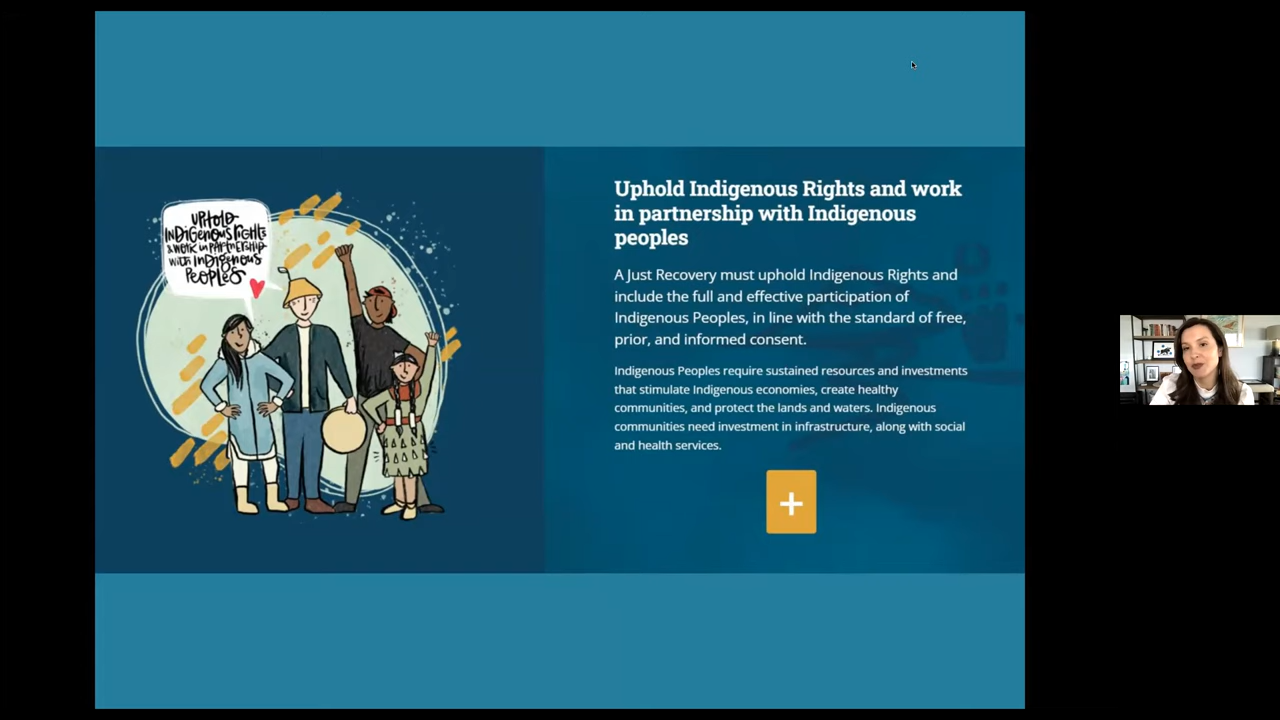 UPHOLD
INDIGENOUS RIGHTS
& WORK IN PARTNERSHIP
WITH INDIGENOUS
PEOPLES
Uphold Indigenous Rights and work
in partnership with Indigenous
peoples
A Just Recovery must uphold Indigenous Rights and
include the full and effective participation of
Indigenous Peoples, in line with the standard of free,
prior, and informed consent.
Indigenous Peoples require sustained resources and investments
that stimulate Indigenous economies, create healthy
communities, and protect the lands and waters. Indigenous
communities need investment in infrastructure, along with social
and health services.
+